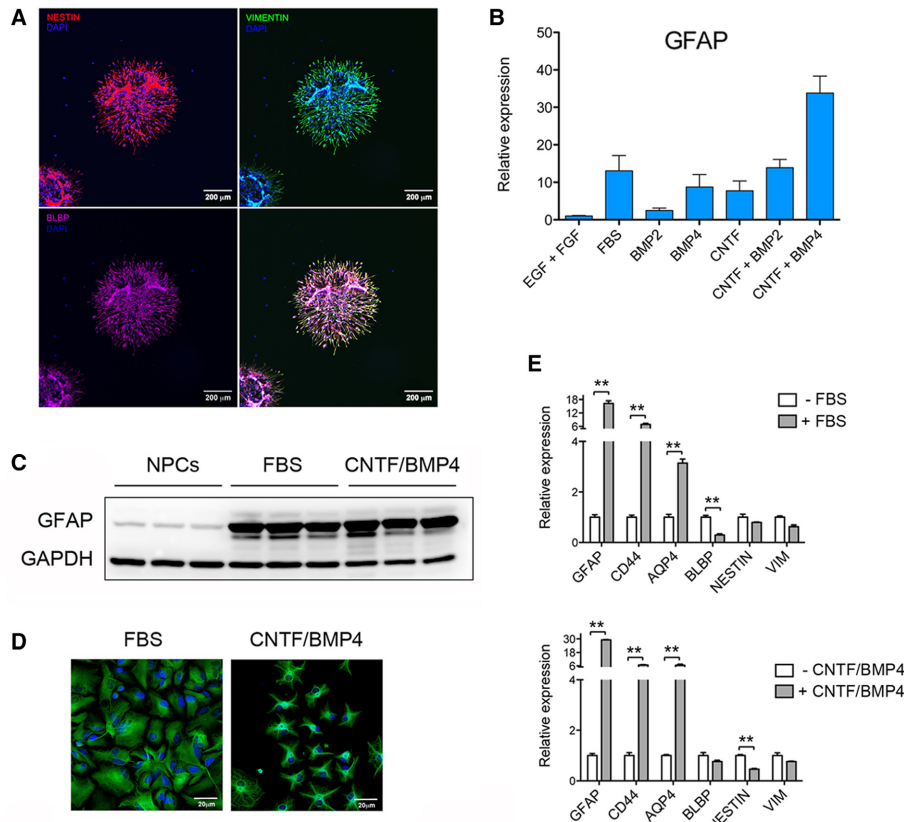 A
NESTIN
DAPI
VIMENTIN
DAPI
200 µm
200 µm
BLBP
DAPI
200 µm
200 µm
B
GFAP
Relative expression
50
40
30
20
10
0
EGF + FGF
FBS
BMP2
BMP4
CNTF
CNTF + BMP2
CNTF + BMP4
C
NPCs
FBS
CNTF/BMP4
GFAP
GAPDH
D
FBS
CNTF/BMP4
20µm
20µm
E
Relative expression
18
12
6
4
2
0
**
**
**
**
- FBS
+ FBS
GFAP
CD44
AQP4
BLBP
NESTIN
VIM
Relative expression
30
18
6
4
2
0
**
**
**
**
- CNTF/BMP4
+ CNTF/BMP4
GFAP
CD44
AQP4
BLBP
NESTIN
VIM